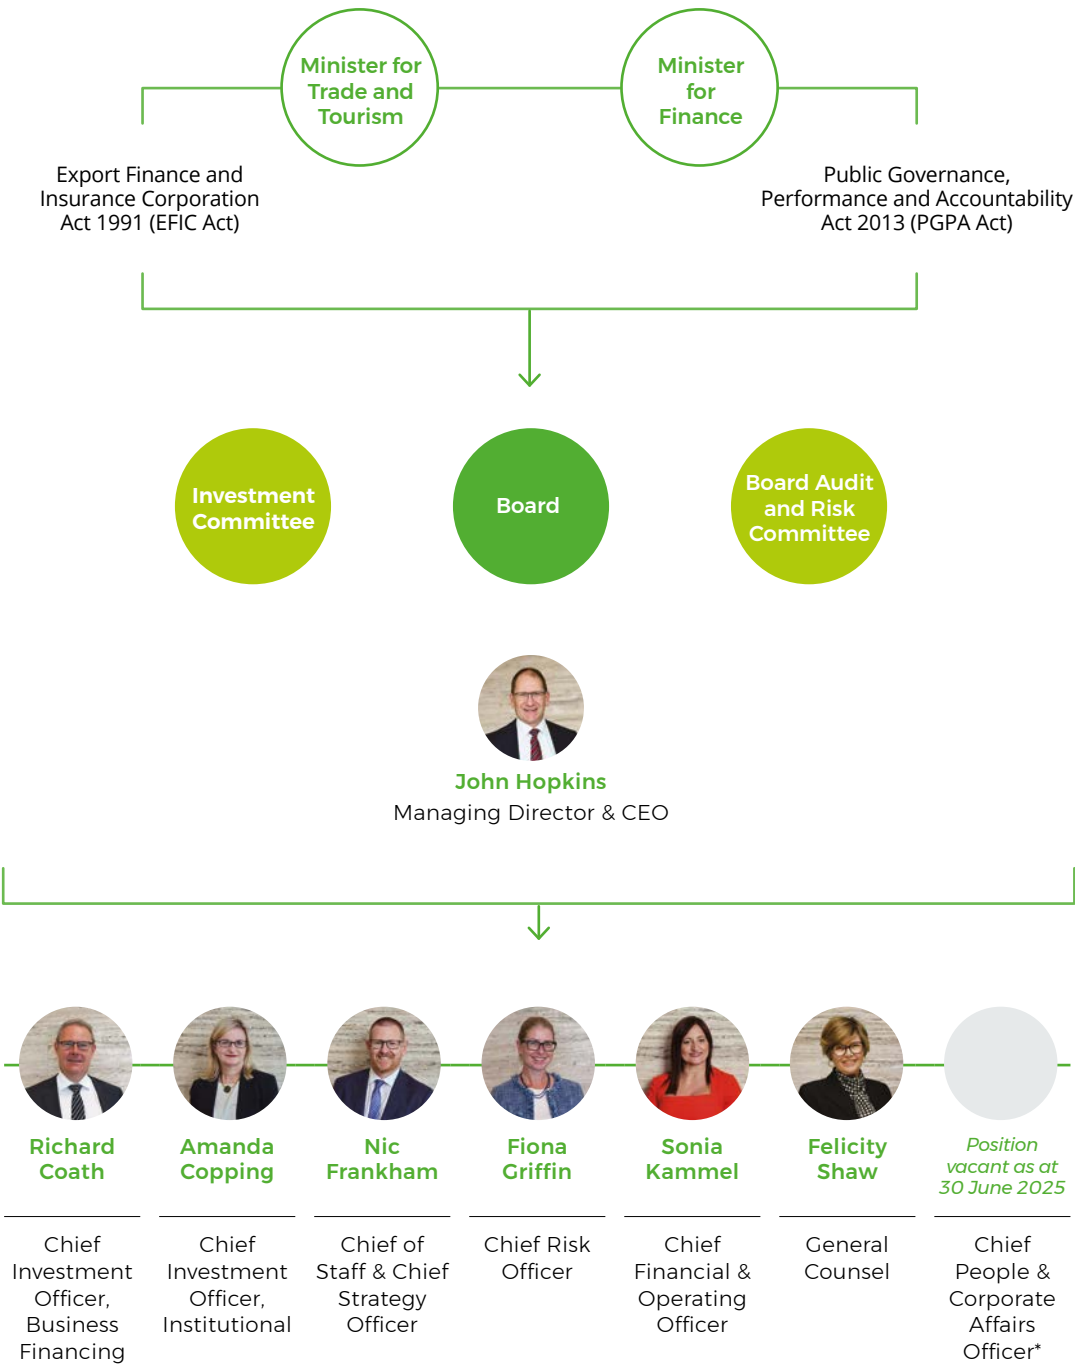 Minister for
Trade and
Tourism
Minister
for
Finance
Export Finance and
Insurance Corporation
Act 1991 (EFIC Act)
Public Governance,
Performance and Accountability
Act 2013 (PGPA Act)
Investment
Committee
Board
Board Audit
and Risk
Committee
John Hopkins
Managing Director & CEO
Richard
Coath
Chief
Investment
Officer,
Business
Financing
Amanda
Copping
Chief
Investment
Officer,
Institutional
Nic
Frankham
Chief of
Staff & Chief
Strategy
Officer
Fiona
Griffin
Chief Risk
Officer
Sonia
Kammel
Chief
Financial &
Operating
Officer
Felicity
Shaw
General
Counsel
Position
vacant as at
30 June 2025
Chief
People &
Corporate
Affairs
Officer*